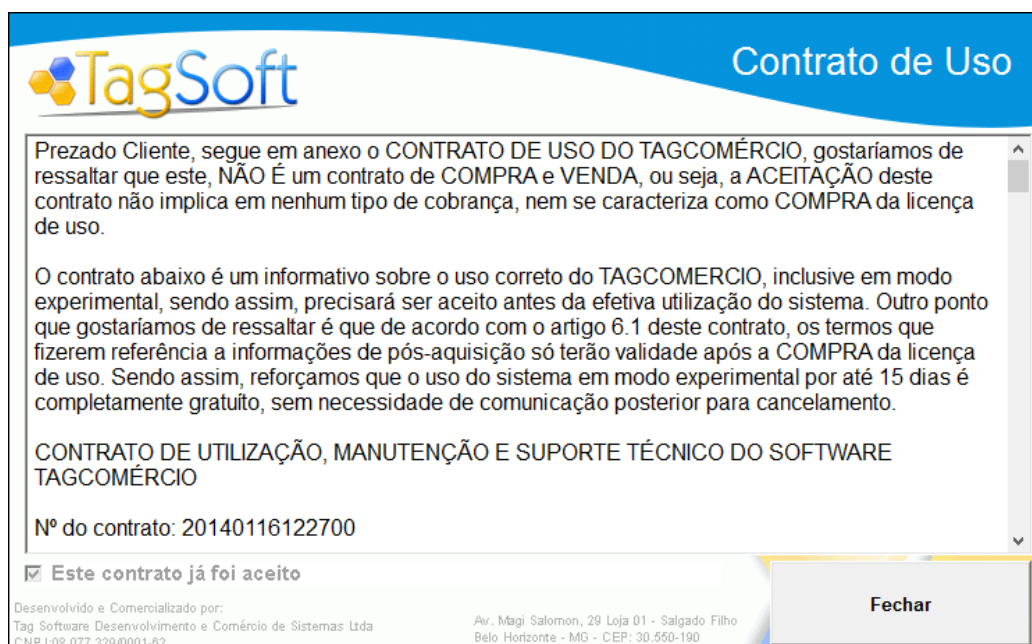 TagSoft
Contrato de Uso
Prezado Cliente, segue em anexo o CONTRATO DE USO DO TAGCOMÉRCIO, gostaríamos de
ressaltar que este, NÃO É um contrato de COMPRA e VENDA, ou seja, a ACEITAÇÃO deste
contrato não implica em nenhum tipo de cobrança, nem se caracteriza como COMPRA da licença
de uso.
O contrato abaixo é um informativo sobre o uso correto do TAGCOMERCIO, inclusive em modo
experimental, sendo assim, precisará ser aceito antes da efetiva utilização do sistema. Outro ponto
que gostaríamos de ressaltar é que de acordo com o artigo 6.1 deste contrato, os termos que
fizerem referência a informações de pós-aquisição só terão validade após a COMPRA da licença
de uso. Sendo assim, reforçamos que o uso do sistema em modo experimental por até 15 dias é
completamente gratuíto, sem necessidade de comunicação posterior para cancelamento.
CONTRATO DE UTILIZAÇÃO, MANUTENÇÃO E SUPORTE TÉCNICO DO SOFTWARE
TAGCOMÉRCIO
Nº do contrato: 20140116122700
Este contrato já foi aceito
Fechar
Desenvolvido e Comercializado por:
Tag Software Desenvolvimento e Comércio de Sistemas Ltda
CNPJ:08.077.329/0001-62
Av. Magi Salomon, 29 Loja 01 - Salgado Filho
Belo Horizonte - MG - CEP: 30.550-190